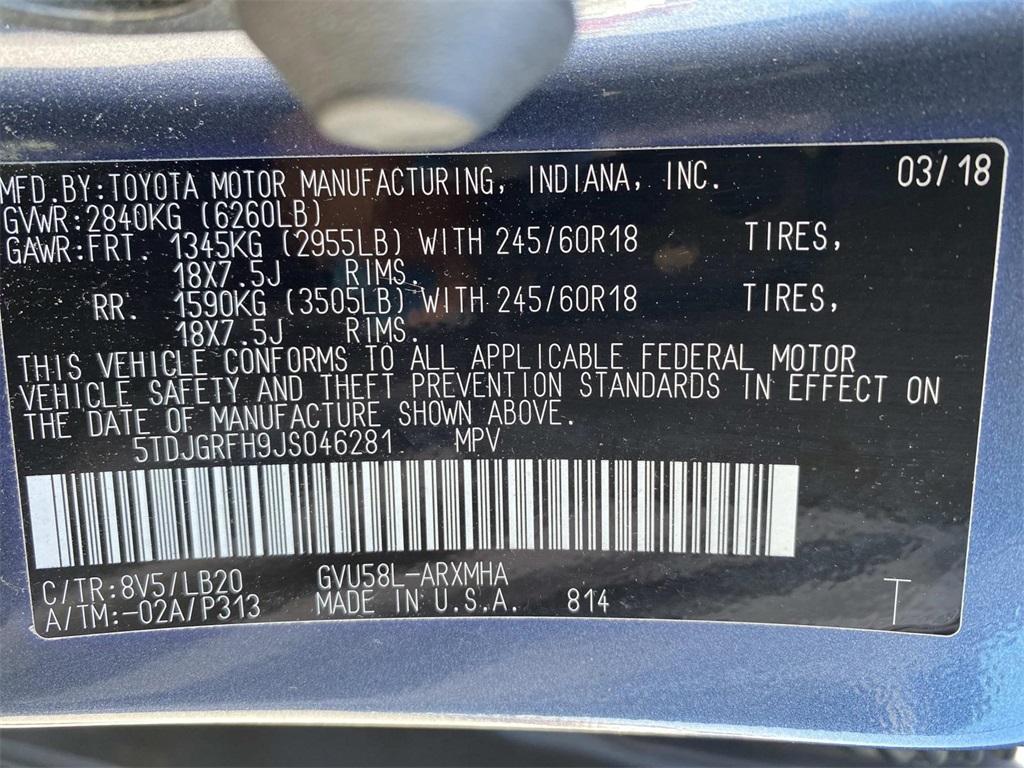 MFD. BY: TOYOTA MOTOR MANUFACTURING, INDIANA, INC. 03/18
GVWR: 2840KG (6260LB)
GAWR: FRT. 1345KG (2955LB) WITH 245/60R18 TIRES,
18X7.5J RIMS.
RR. 1590KG (3505LB) WITH 245/60R18 TIRES,
18X7.5J RIMS.
THIS VEHICLE CONFORMS TO ALL APPLICABLE FEDERAL MOTOR
VEHICLE SAFETY AND THEFT PREVENTION STANDARDS IN EFFECT ON
THE DATE OF MANUFACTURE SHOWN ABOVE.
5TDJGRFH9JS046281 MPV
C/TR: 8V5/LB20 GVU58L-ARXMHA
A/TM: -02A/P313 MADE IN U.S.A. 814 T